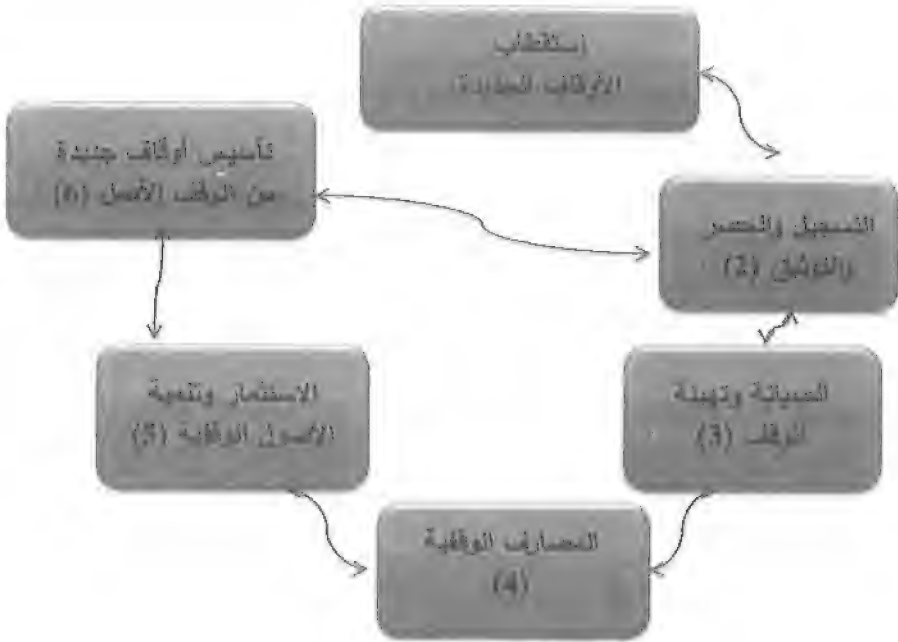 إستقطاب
الأوقاف الجديدة
التسجيل والحصر
والتوثيق (2)
الصيانة وتهيئة
الوقف (3)
المصارف الوقفية
(4)
الاستثمار وتنمية
الأصول الوقفية (5)
تأسيس أوقاف جديدة
من الوقف الأصل (6)